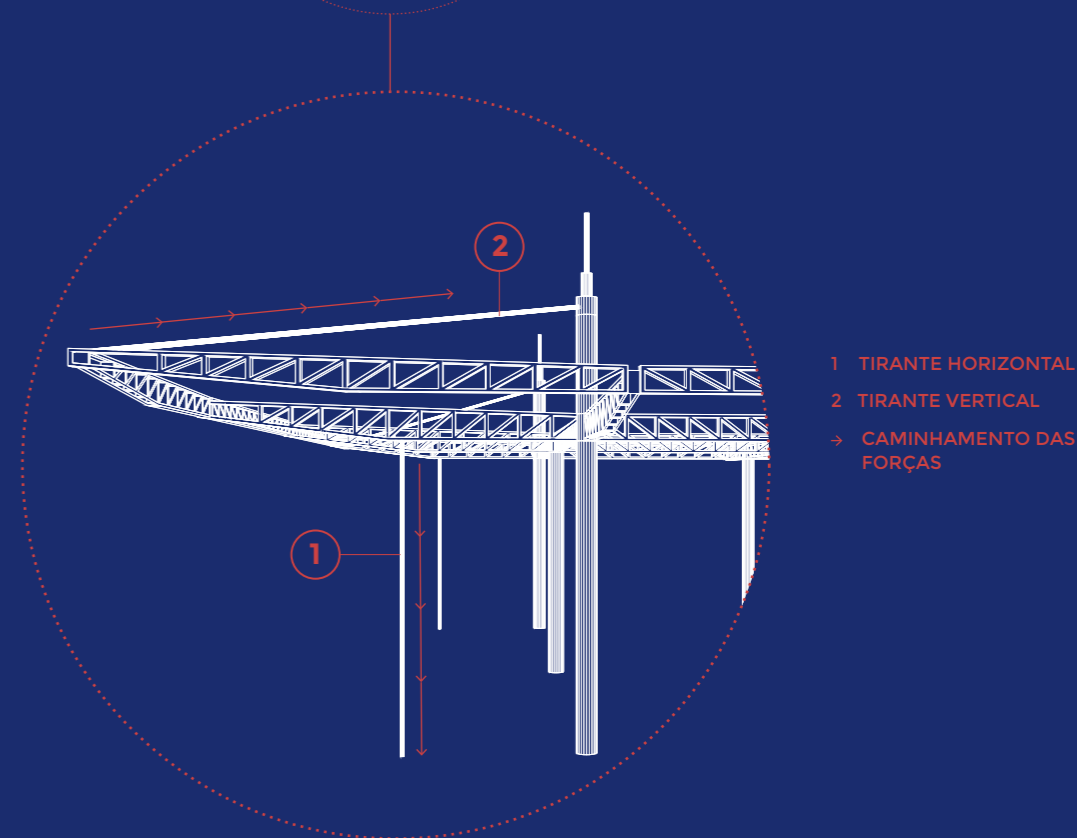 2
1
1 TIRANTE HORIZONTAL
2 TIRANTE VERTICAL
→ CAMINHAMENTO DAS
FORÇAS